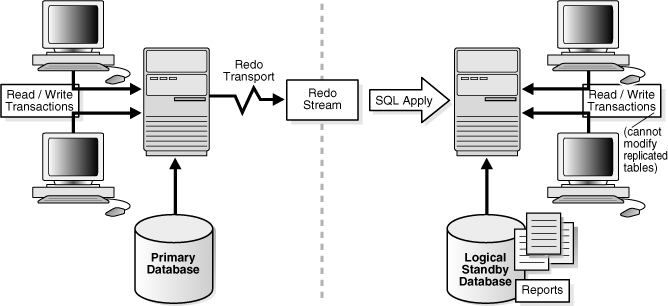 Read / Write
Transactions
Redo
Transport
Redo
Stream
SQL Apply
Read / Write
Transactions
(cannot
modify
replicated
tables)
Primary
Database
Logical
Standby
Database
Reports